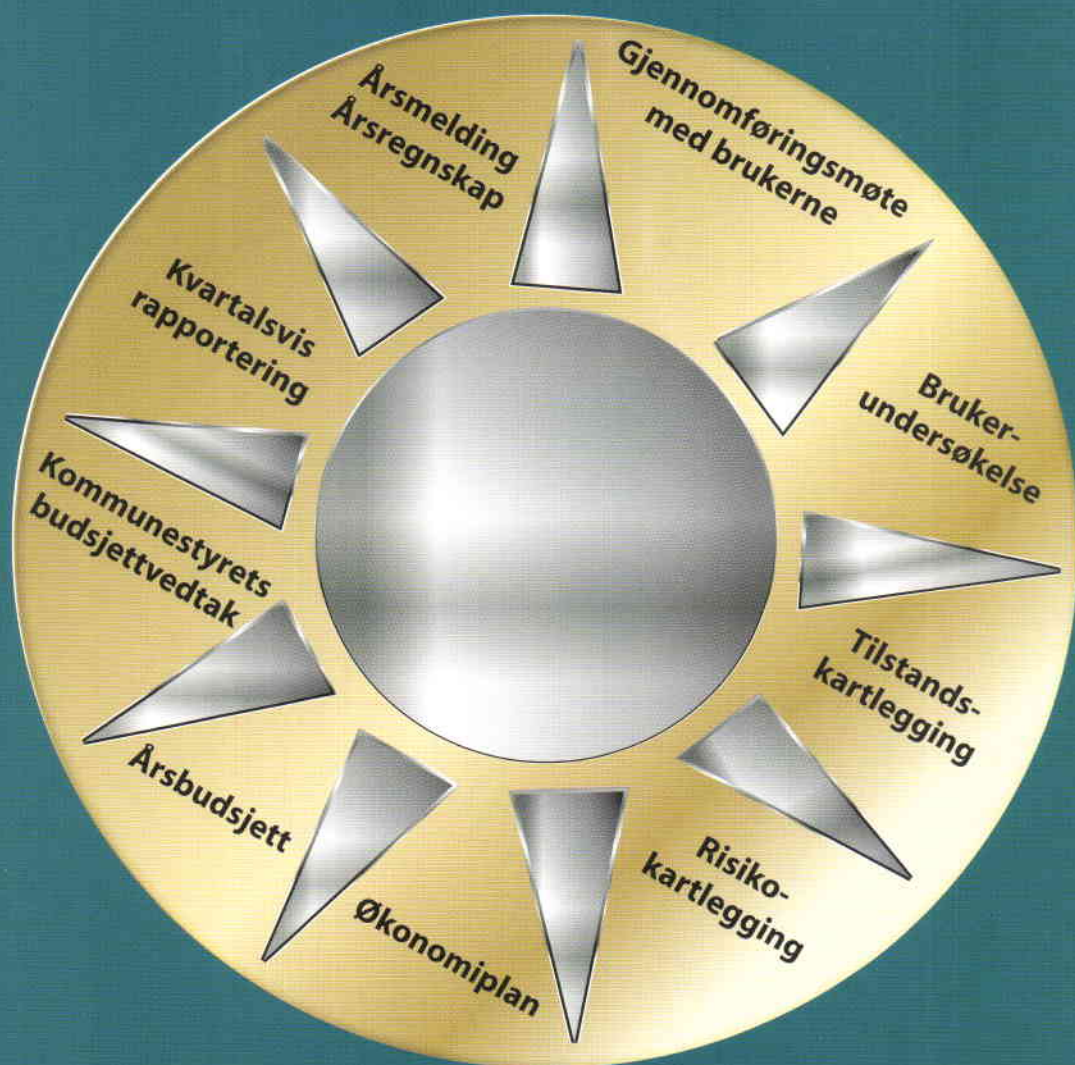 Gjennomføringsmøte
med brukerne
Bruker-
undersøkelse
Tilstands-
kartlegging
Risiko-
kartlegging
Økonomiplan
Årsbudsjett
Kommunestyrets
budsjettvedtak
Kvartalsvis
rapportering
Årsmelding
Årsregnskap